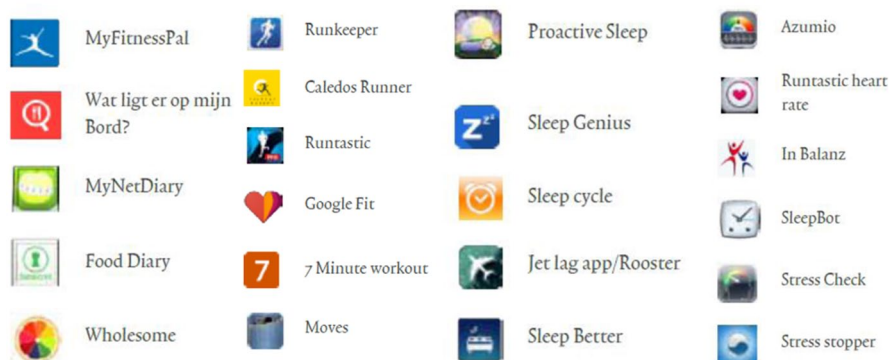 MyFitnessPal
Wat ligt er op mijn
Bord?
MyNetDiary
Food Diary
Wholesome
Runkeeper
Caledos Runner
Runtastic
Google Fit
7
7 Minute workout
Moves
Proactive Sleep
Z z z
Sleep Genius
Sleep cycle
Jet lag app/Rooster
Sleep Better
Azumio
Runtastic heart
rate
In Balanz
SleepBot
Stress Check
Stress stopper